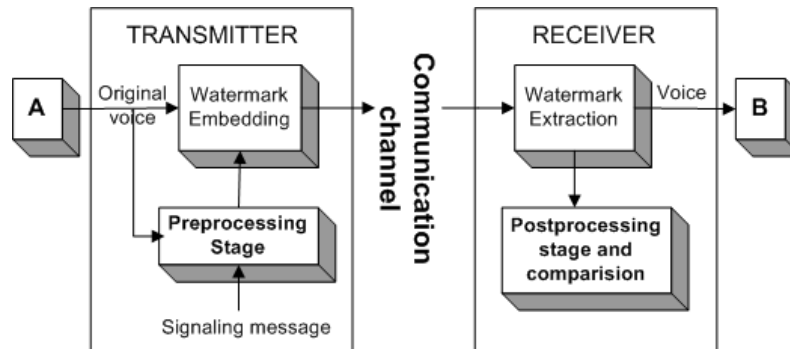 TRANSMITTER
RECEIVER
A
Original
voice
Watermark
Embedding
Communication
channel
Watermark
Extraction
Voice
B
Preprocessing
Stage
Postprocessing
stage and
comparision
Signaling message